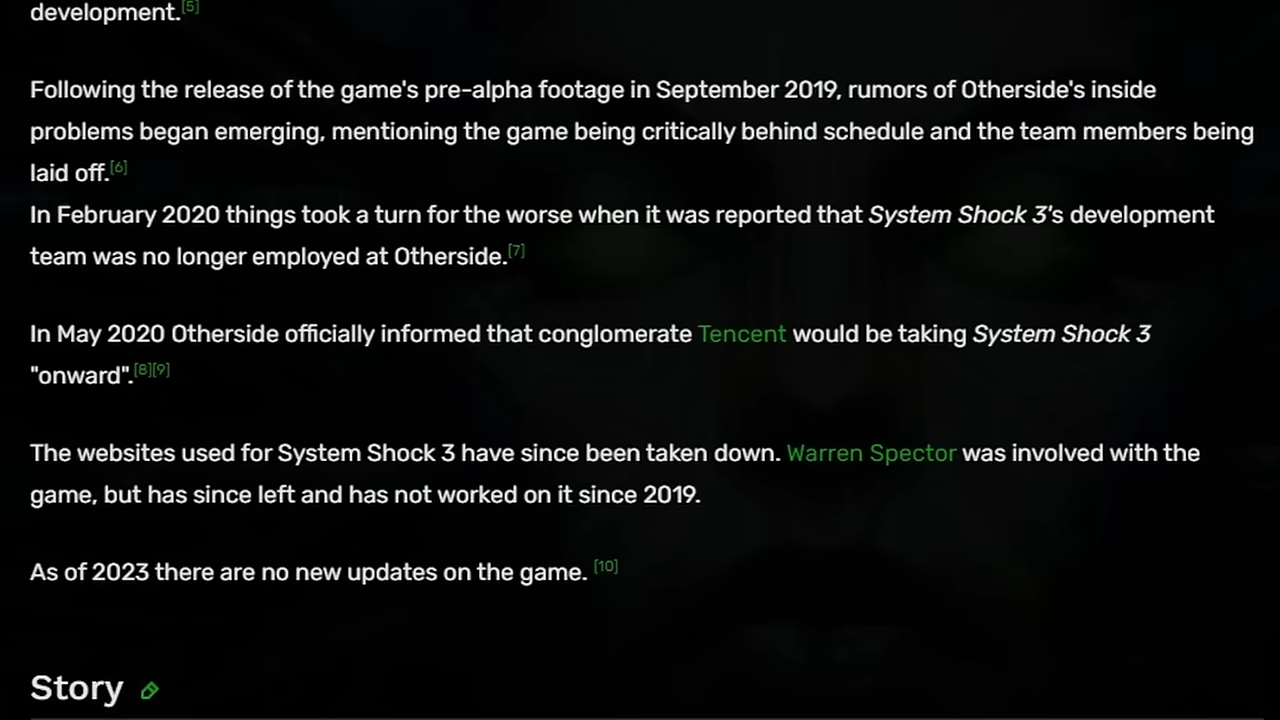 development.[5]
Following the release of the game's pre-alpha footage in September 2019, rumors of Otherside's inside
problems began emerging, mentioning the game being critically behind schedule and the team members being
laid off.[6]
In February 2020 things took a turn for the worse when it was reported that System Shock 3's development
team was no longer employed at Otherside.[7]
In May 2020 Otherside officially informed that conglomerate Tencent would be taking System Shock 3
"onward".[8][9]
The websites used for System Shock 3 have since been taken down. Warren Spector was involved with the
game, but has since left and has not worked on it since 2019.
As of 2023 there are no new updates on the game. [10]
Story